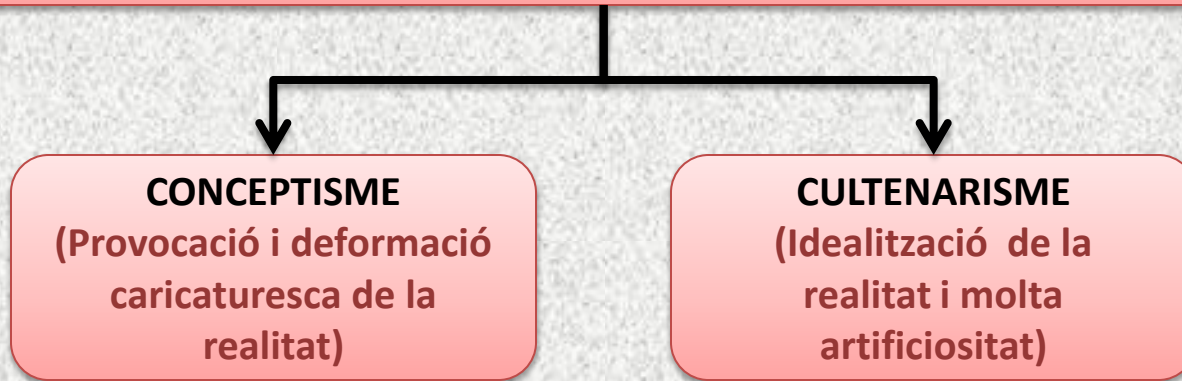 CONCEPTISME
(Provocació i deformació
caricaturesca de la
realitat)
CULTENARISME
(Idealització de la
realitat i molta
artificiositat)